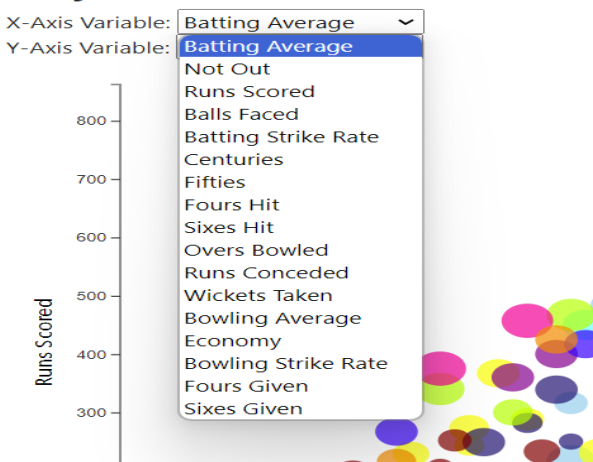 X-Axis Variable: Batting Average
Y-Axis Variable:
Batting Average
Not Out
Runs Scored
Balls Faced
Batting Strike Rate
Centuries
Fifties
Fours Hit
Sixes Hit
Overs Bowled
Runs Conceded
Wickets Taken
Bowling Average
Economy
Bowling Strike Rate
Fours Given
Sixes Given
800
700
600
500
400
300
Runs Scored